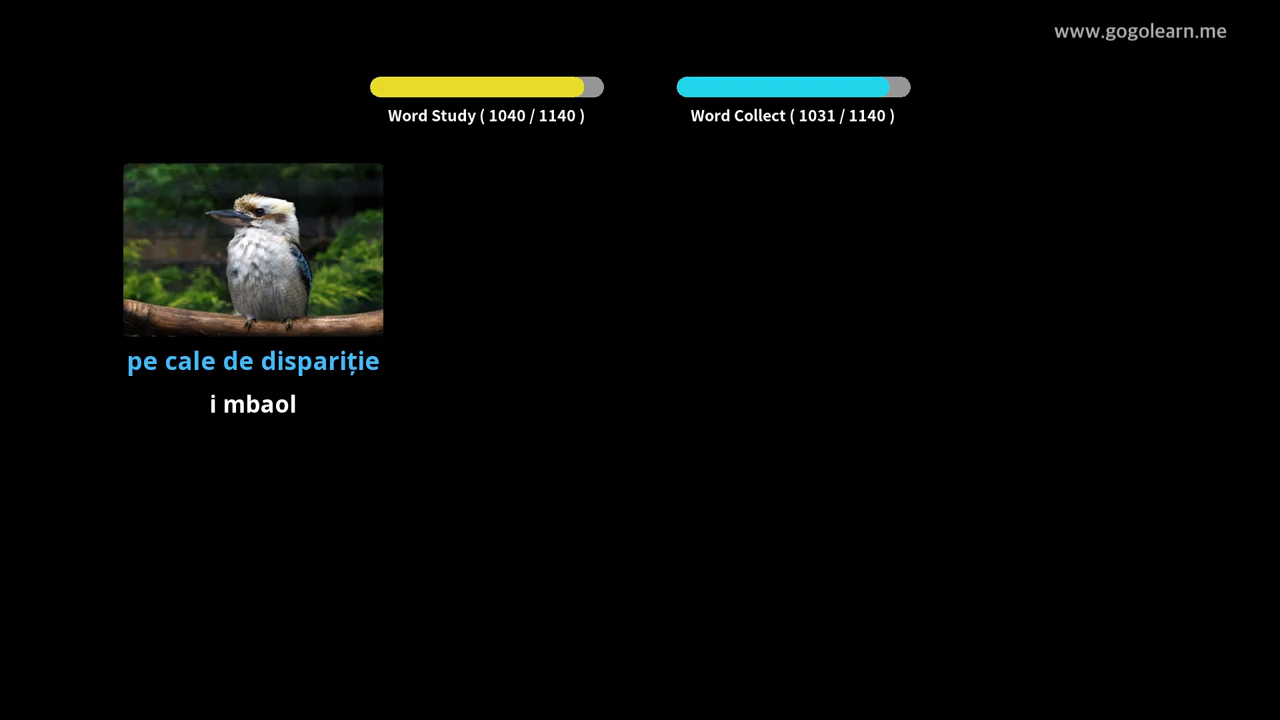 www.gogolearn.me
Word Study ( 1040 / 1140 )
Word Collect ( 1031 / 1140 )
pe cale de dispariție
i mbaol